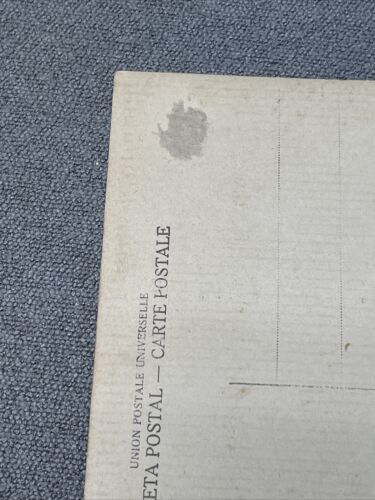 UNION POSTALE UNIVERSELLE
ETA POSTAL — CARTE POSTALE